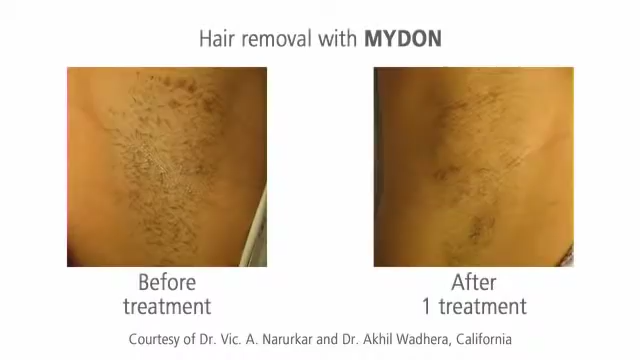 Hair removal with MYDON
Before
treatment
After
1 treatment
Courtesy of Dr. Vic. A. Narurkar and Dr. Akhil Wadhera, California